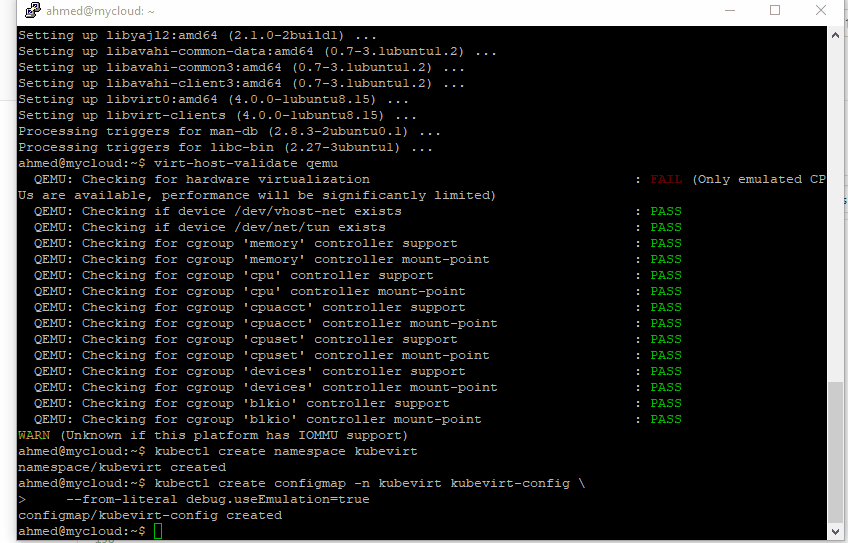 ahmed@mycloud: ~
Setting up libyajl2:amd64 (2.1.0-2build1) ...
Setting up libavahi-common-data:amd64 (0.7-3.1ubuntu1.2) ...
Setting up libavahi-common3:amd64 (0.7-3.1ubuntu1.2) ...
Setting up libavahi-client3:amd64 (0.7-3.1ubuntu1.2) ...
Setting up libvirt0:amd64 (4.0.0-1ubuntu8.15) ...
Setting up libvirt-clients (4.0.0-1ubuntu8.15) ...
Processing triggers for man-db (2.8.3-2ubuntu0.1) ...
Processing triggers for libc-bin (2.27-3ubuntu1) ...
ahmed@mycloud:~$ virt-host-validate qemu
  QEMU: Checking for hardware virtualization                                 : FAIL (Only emulated CP
Us are available, performance will be significantly limited)
  QEMU: Checking if device /dev/vhost-net exists                             : PASS
  QEMU: Checking if device /dev/net/tun exists                               : PASS
  QEMU: Checking for cgroup 'memory' controller support                      : PASS
  QEMU: Checking for cgroup 'memory' controller mount-point                  : PASS
  QEMU: Checking for cgroup 'cpu' controller support                         : PASS
  QEMU: Checking for cgroup 'cpu' controller mount-point                     : PASS
  QEMU: Checking for cgroup 'cpuacct' controller support                     : PASS
  QEMU: Checking for cgroup 'cpuacct' controller mount-point                 : PASS
  QEMU: Checking for cgroup 'cpuset' controller support                      : PASS
  QEMU: Checking for cgroup 'cpuset' controller mount-point                  : PASS
  QEMU: Checking for cgroup 'devices' controller support                     : PASS
  QEMU: Checking for cgroup 'devices' controller mount-point                 : PASS
  QEMU: Checking for cgroup 'blkio' controller support                       : PASS
  QEMU: Checking for cgroup 'blkio' controller mount-point                   : PASS
WARN (Unknown if this platform has IOMMU support)
ahmed@mycloud:~$ kubectl create namespace kubevirt
namespace/kubevirt created
ahmed@mycloud:~$ kubectl create configmap -n kubevirt kubevirt-config \
>     --from-literal debug.useEmulation=true
configmap/kubevirt-config created
ahmed@mycloud:~$